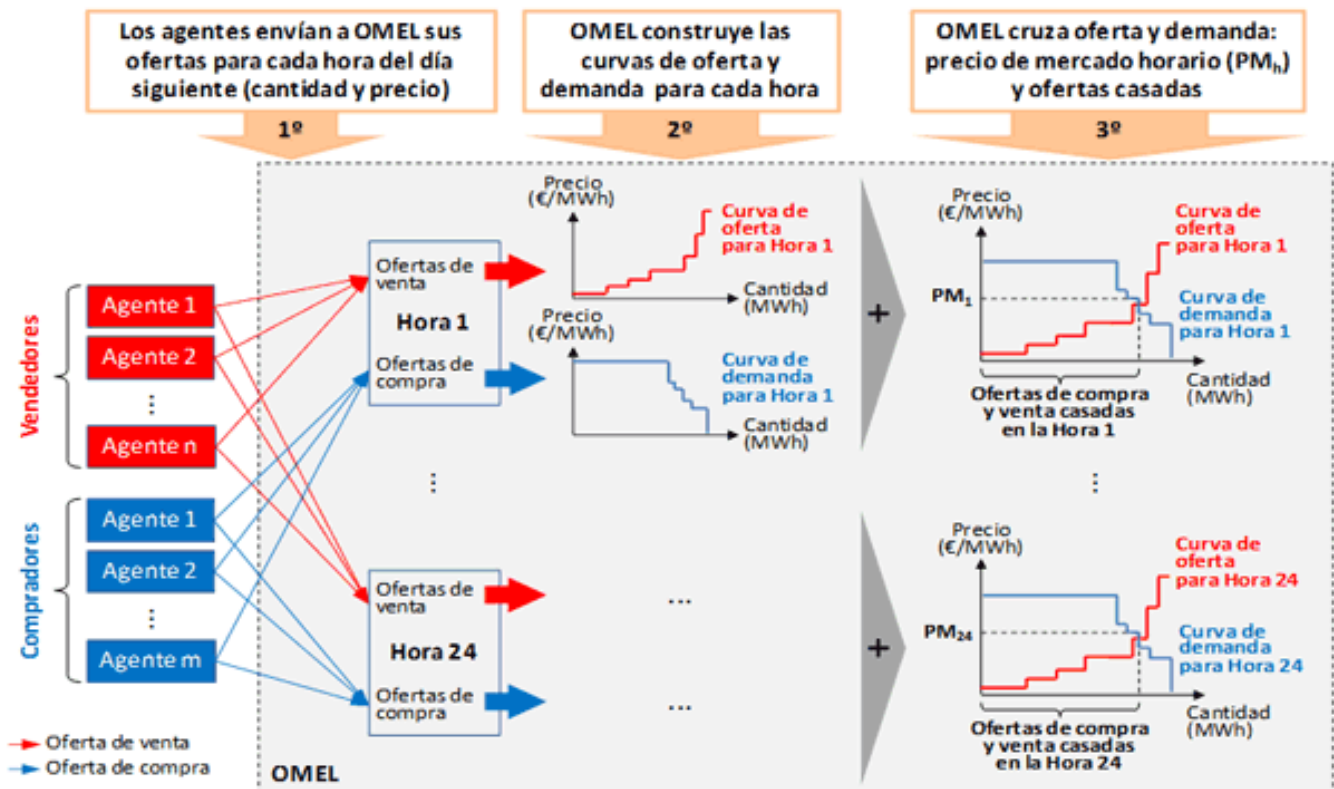 Los agentes envían a OMEL sus
ofertas para cada hora del día
siguiente (cantidad y precio)
1º
OMEL construye las
curvas de oferta y
demanda para cada hora
2º
OMEL cruza oferta y demanda:
precio de mercado horario (PMh)
y ofertas casadas
3º
Vendedores
Agente 1
Agente 2
...
Agente n
Compradores
Agente 1
Agente 2
...
Agente m
Oferta de venta
Oferta de compra
OMEL
Ofertas de
venta
Hora 1
Ofertas de
compra
...
Ofertas de
venta
Hora 24
Ofertas de
compra
Precio
(€/MWh)
Curva de
oferta
para Hora 1
Cantidad
(MWh)
Precio
(€/MWh)
Curva de
demanda
para Hora 1
Cantidad
(MWh)
...
...
+
+
Precio
(€/MWh)
Curva de
oferta
para Hora 1
PM1
Curva de
demanda
para Hora 1
Cantidad
(MWh)
Ofertas de compra
y venta casadas
en la Hora 1
...
Precio
(€/MWh)
Curva de
oferta
para Hora 24
PM24
Curva de
demanda
para Hora 24
Cantidad
(MWh)
Ofertas de compra
y venta casadas
en la Hora 24